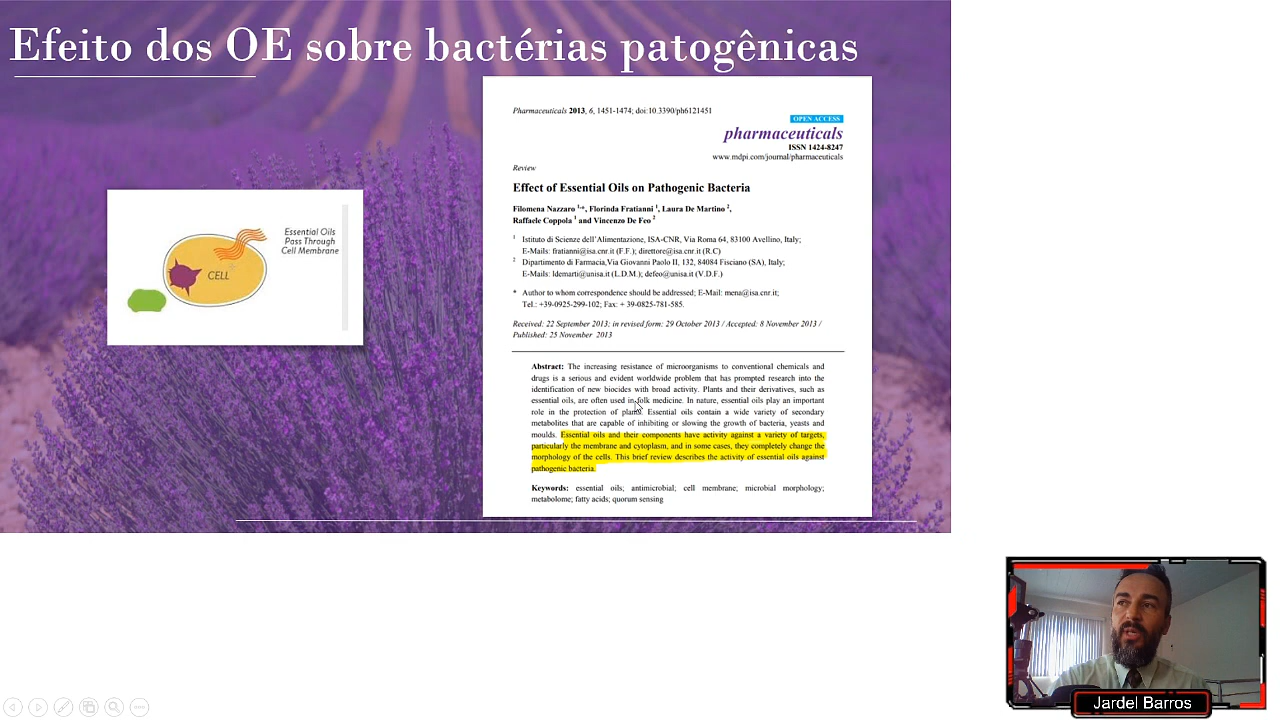 Efeito dos OE sobre bactérias patogênicas
Essential Oils
Pass Through
Cell Membrane
CELL
Pharmaceuticals 2013, 6, 1451-1474; doi:10.3390/ph6121451
OPEN ACCESS
pharmaceuticals
ISSN 1424-8247
www.mdpi.com/journal/pharmaceuticals
Review
Effect of Essential Oils on Pathogenic Bacteria
Filomena Nazzaro 1,*, Florinda Fratianni 1, Laura De Martino 2,
Raffaele Coppola 1 and Vincenzo De Feo 2
1 Istituto di Scienze dell'Alimentazione, ISA-CNR, Via Roma 64, 83100 Avellino, Italy;
E-Mails: fratianni@isa.cnr.it (F.F.); direttore@isa.cnr.it (R.C)
2 Dipartimento di Farmacia,Via Giovanni Paolo II, 132, 84084 Fisciano (SA), Italy;
E-Mails: ldemarti@unisa.it (L.D.M.); defeo@unisa.it (V.D.F.)
* Author to whom correspondence should be addressed; E-Mail: mena@isa.cnr.it;
Tel.: +39-0925-299-102; Fax: + 39-0825-781-585.
Received: 22 September 2013; in revised form: 29 October 2013 / Accepted: 8 November 2013 /
Published: 25 November 2013
Abstract: The increasing resistance of microorganisms to conventional chemicals and
drugs is a serious and evident worldwide problem that has prompted research into the
identification of new biocides with broad activity. Plants and their derivatives, such as
essential oils, are often used in folk medicine. In nature, essential oils play an important
role in the protection of plants. Essential oils contain a wide variety of secondary
metabolites that are capable of inhibiting or slowing the growth of bacteria, yeasts and
moulds. Essential oils and their components have activity against a variety of targets,
particularly the membrane and cytoplasm, and in some cases, they completely change the
morphology of the cells. This brief review describes the activity of essential oils against
pathogenic bacteria.
Keywords: essential oils; antimicrobial; cell membrane; microbial morphology;
metabolome; fatty acids; quorum sensing
Jardel Barros